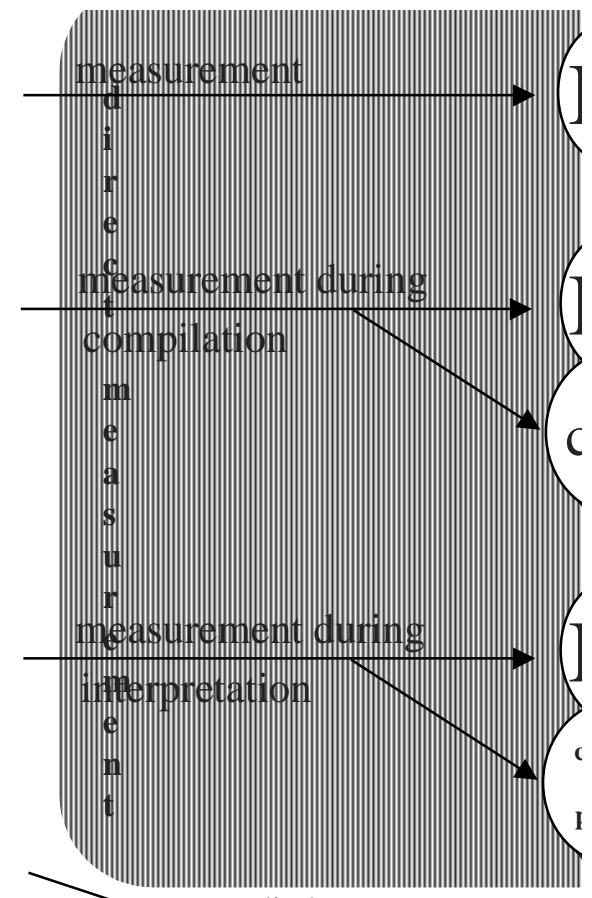 measurement
direct measurement
measurement during
compilation
measurement during
interpretation
c